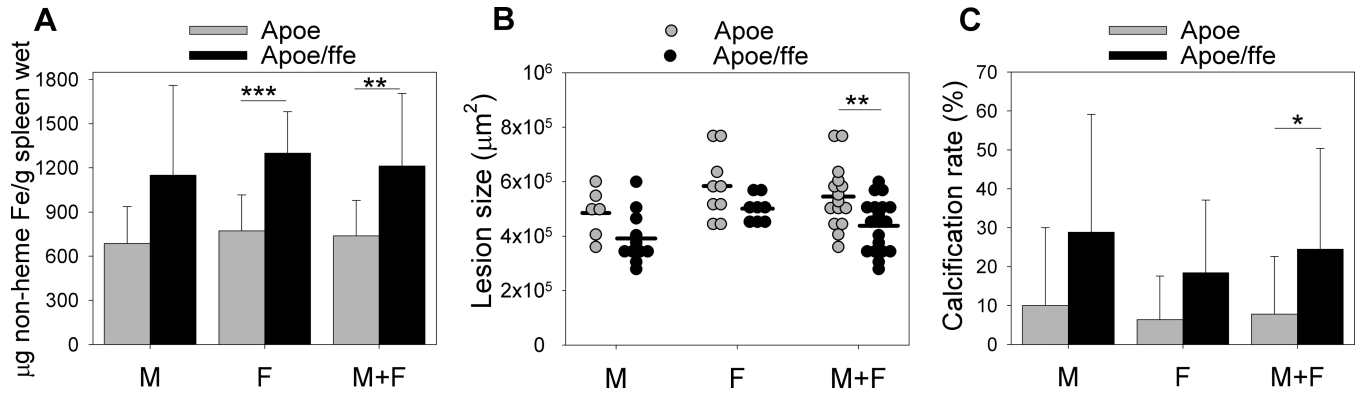 A
Apoe
Apoe/ffe
μg non-heme Fe/g spleen wet
1800
1500
1200
900
600
300
0
***
**
M
F
M+F
B
Apoe
Apoe/ffe
Lesion size (μm²)
10⁶
8x10⁵
6x10⁵
4x10⁵
2x10⁵
0
**
M
F
M+F
C
Apoe
Apoe/ffe
Calcification rate (%)
70
60
50
40
30
20
10
0
*
M
F
M+F